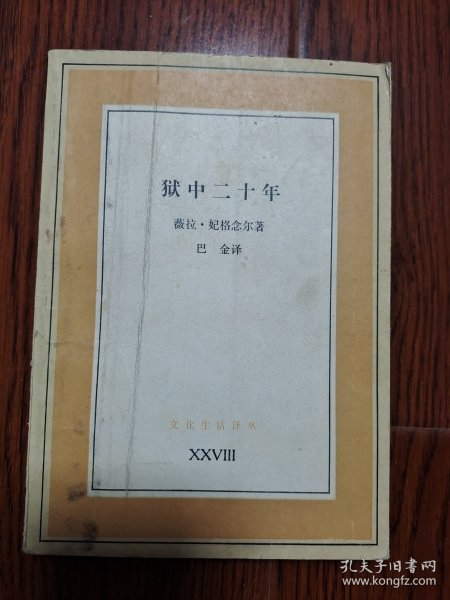 狱中二十年
薇拉·妃格念尔著
巴 金译
文化生活译丛
XXVIII
孔夫子旧书网
www.kongfz.com